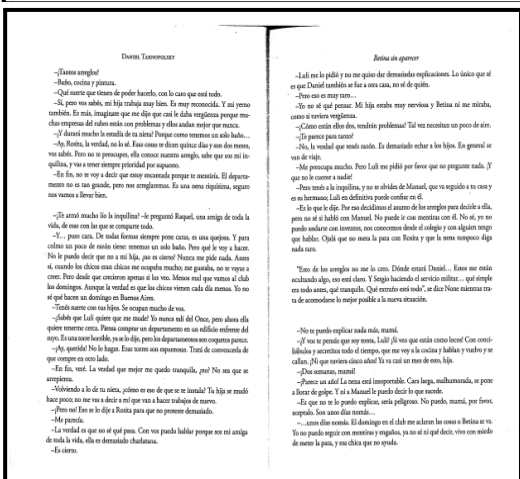 DANIEL TARNOPOLSKY
–¿Tantos arreglos?
–Baño, cocina y pintura.
–Qué suerte que tienen de poder hacerlo, con lo caro que está todo.
–Sí, pero vos sabés, mi hija trabaja muy bien. Es muy reconocida. Y mi yerno
también. Es más, imaginate que me dijo que casi le daba vergüenza porque mu-
chas empresas del rubro están con problemas y ellos andan mejor que nunca.
–¿Y durará mucho la estadía de tu nieta? Porque como tenemos un solo baño...
–Ay, Rosita, la verdad, no lo sé. Esas cosas te dicen quince días y son dos meses,
vos sabés. Pero no te preocupes, ella conoce nuestro arreglo, sabe que sos mi in-
quilina, y vas a tener siempre prioridad por supuesto.
–En fin, no te voy a decir que estoy encantada porque te mentiría. El departa-
mento no es tan grande, pero nos arreglaremos. Es una nena riquísima, seguro
nos vamos a llevar bien.
–¿Te armó mucho lío la inquilina? –le preguntó Raquel, una amiga de toda la
vida, de esas con las que se comparte todo.
–Y… puso cara. De todas formas siempre pone caras, es una quejosa. Y para
colmo un poco de razón tiene: tenemos un solo baño. Pero qué le voy a hacer.
No le puedo decir que no a mi hija, ¿no es cierto? Nunca me pide nada. Antes
sí, cuando los chicos eran chicos me ocupaba mucho; me gustaba, no te vayas a
creer. Pero desde que crecieron apenas si los veo. Menos mal que vamos al club
los domingos. Aunque la verdad es que los chicos vienen cada día menos. Yo no
sé qué hacen un domingo en Buenos Aires.
–Tenés suerte con tus hijos. Se ocupan mucho de vos.
–¿Sabés que Luli quiere que me mude? Yo nunca salí del Once, pero ahora ella
quiere tenerme cerca. Piensa comprar un departamento en un edificio enfrente del
suyo. Es una torre horrible, ya se lo dije, pero los departamentos son coquetos parece.
–¡Ay, querida! No lo hagas. Esas torres son espantosas. Tratá de convencerla de
que compre en otro lado.
–En fin, veré. La verdad que mejor me quedo tranquila, ¿no? No sea que se
arrepienta.
–Volviendo a lo de tu nieta, ¿cómo es eso de que se te instala? Tu hija se mudó
hace poco; no me vas a decir a mí que van a hacer trabajos de nuevo.
–¡Pero no! Eso se lo dije a Rosita para que no proteste demasiado.
–Me parecía.
–La verdad es que no sé qué pasa. Con vos puedo hablar porque sos mi amiga
de toda la vida, ella es demasiado charlatana.
–Es cierto.
Betina sin aparecer
–Luli me lo pidió y no me quiso dar demasiadas explicaciones. Lo único que sé
es que Daniel también se fue a otra casa, no sé de quién.
–Pero eso es muy raro…
–Yo no sé qué pensar. Mi hija estaba muy nerviosa y Betina ni me miraba,
como si tuviera vergüenza.
–¿Cómo están ellos dos, tendrán problemas? Tal vez necesitan un poco de aire.
–¿Te parece para tanto?
–No, la verdad que tenés razón. Es demasiado echar a los hijos. En general se
van de viaje.
–Me preocupa mucho. Pero Luli me pidió por favor que no pregunte nada. ¡Y
que no le cuente a nadie!
–Pero tenés a la inquilina, y no te olvidés de Manuel, que va seguido a tu casa y
es su hermano; Luli en definitiva puede confiar en él.
–Es lo que le dije. Por eso decidimos el asunto de los arreglos para decirle a ella,
pero no sé si habló con Manuel. No puede ir con mentiras con él. No sé, yo no
puedo andarte con inventos, nos conocemos desde el colegio y con alguien tengo
que hablar. Ojalá que no meta la pata con Rosita y que la nena tampoco diga
nada raro.
"Esto de los arreglos no me lo creo. Dónde estará Daniel… Estos me están
ocultando algo, eso está claro. Y Sergio haciendo el servicio militar… qué simple
era todo antes, qué tranquilo. Qué extraño está todo", se dice None mientras tra-
ta de acomodarse lo mejor posible a la nueva situación.
–No te puedo explicar nada más, mamá.
–¡Y vos te pensás que soy tonta, Luli! ¡Si veo que están como locos! Con conci-
liábulos y secretitos todo el tiempo, que me voy a la cocina y hablan y vuelvo y se
callan. ¡Ni que tuviera cinco años! Ya va casi un mes de esto, hija.
–¡Dos semanas, mamá!
–¡Parece un año! La nena está insoportable. Cara larga, malhumorada, se pone
a llorar de golpe. Y ni a Manuel le puedo decir lo que sucede.
–Es que no te lo puedo explicar, sería peligroso. No puedo, mamá, por favor,
aceptalo. Son unos días nomás…
–…unos días nomás. El domingo en el club me aclaran las cosas o Betina se va.
Yo no puedo seguir con mentiras y engaños, ya no sé ni qué decir, vivo con miedo
de meter la pata, y esa chica que no ayuda.